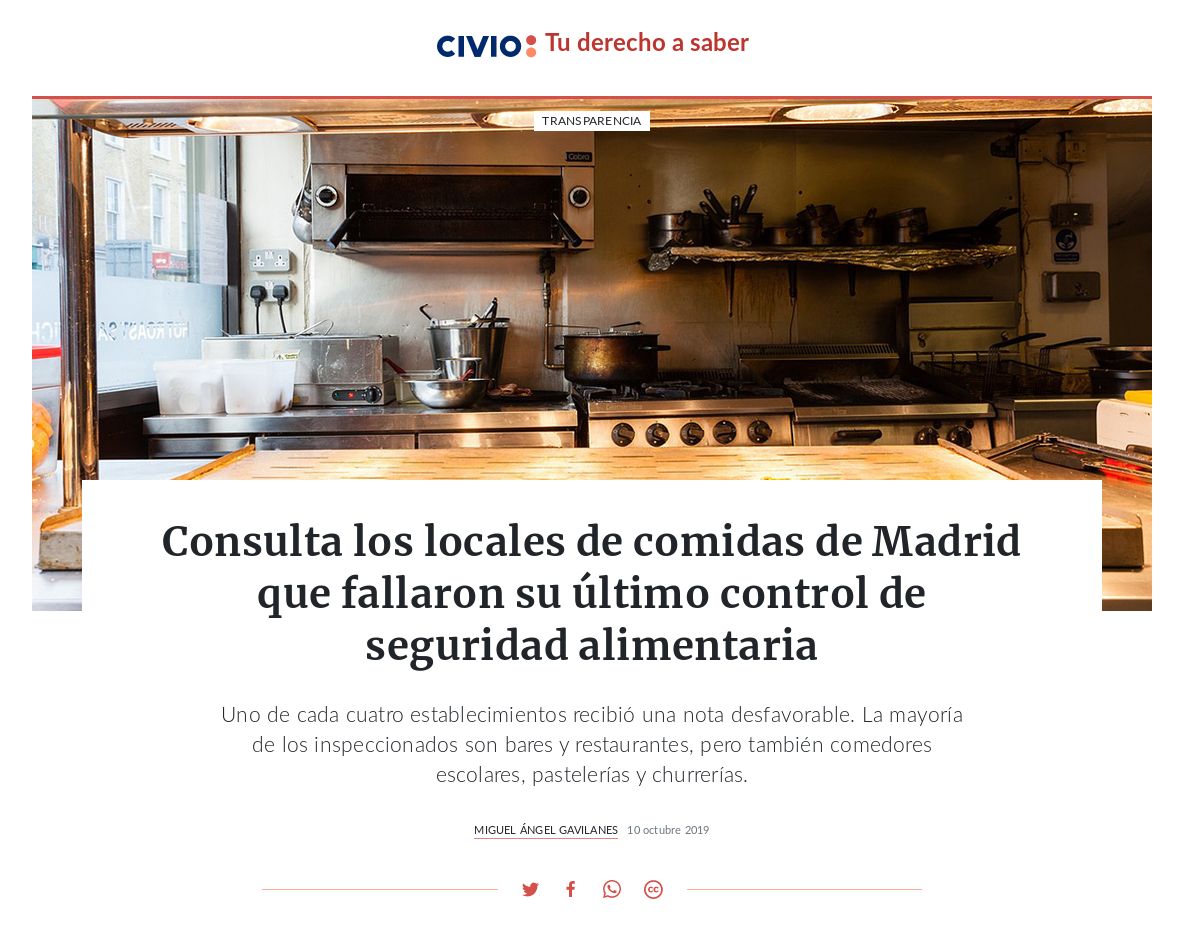 CIVIO Tu derecho a saber
TRANSPARENCIA
Cobra
Consulta los locales de comidas de Madrid
que fallaron su último control de
seguridad alimentaria
Uno de cada cuatro establecimientos recibió una nota desfavorable. La mayoría
de los inspeccionados son bares y restaurantes, pero también comedores
escolares, pastelerías y churrerías.
MIGUEL ÁNGEL GAVILANES 10 octubre 2019